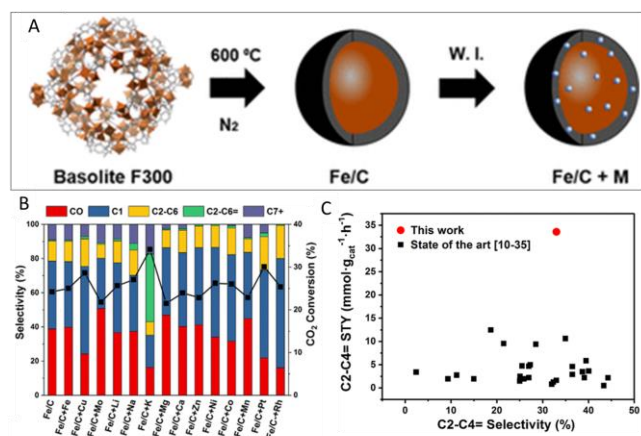 A
600 ºC
N2
W. I.
Basolite F300
Fe/C
Fe/C + M
B
CO
C1
C2-C6
C2-C6=
C7+
Selectivity (%)
100
80
60
40
20
0
CO2 Conversion (%)
40
35
30
25
20
15
10
5
0
Fe/C
Fe/C+Fe
Fe/C+Cu
Fe/C+Mo
Fe/C+Li
Fe/C+Na
Fe/C+K
Fe/C+Mg
Fe/C+Ca
Fe/C+Zn
Fe/C+Ni
Fe/C+Co
Fe/C+Mn
Fe/C+Pt
Fe/C+Rh
C
This work
State of the art [10-35]
C2-C4= STY (mmol·gcat-1·h-1)
35
30
25
20
15
10
5
0
0
10
20
30
40
50
C2-C4= Selectivity (%)